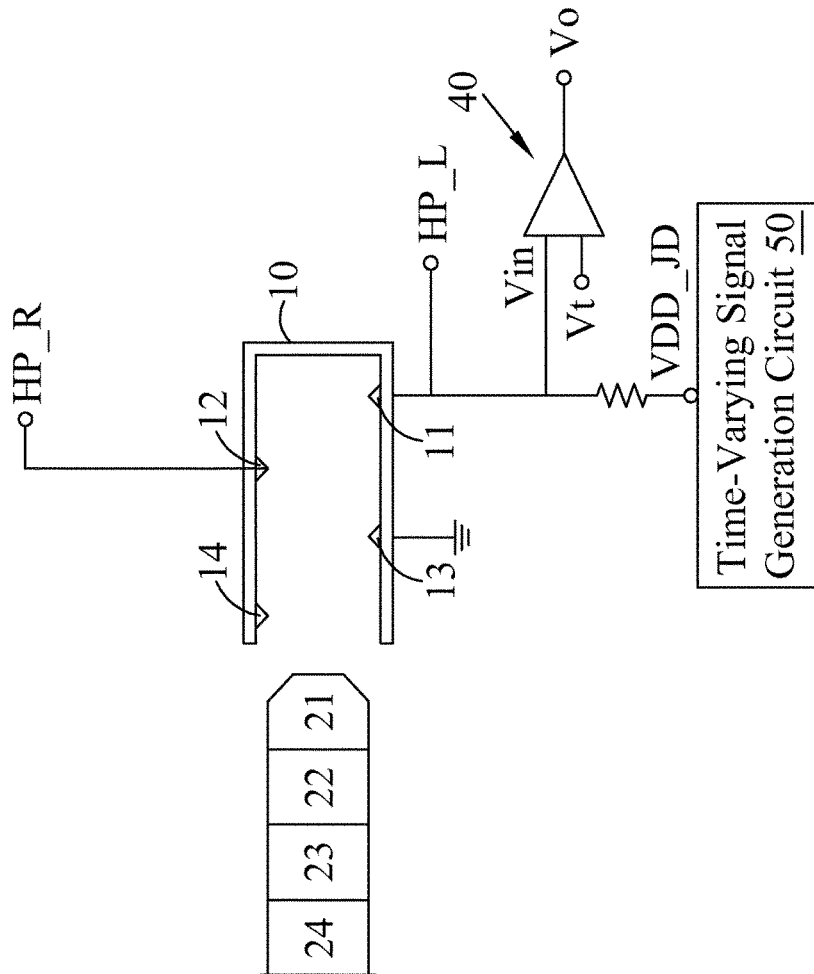 HP_R
12
14
10
HP_L
40
Vo
Vin
Vt
11
13
VDD_JD
Time-Varying Signal
Generation Circuit 50
24
23
22
21